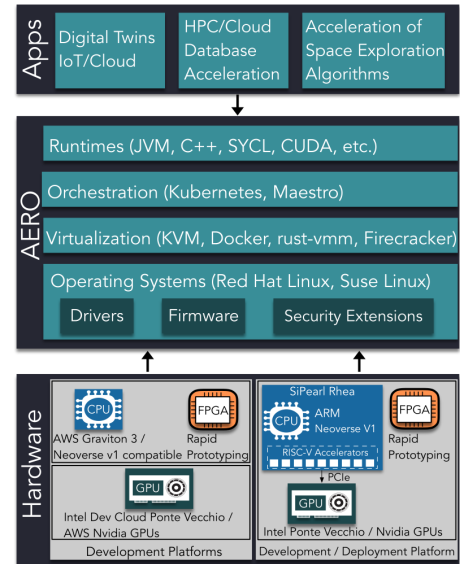 Apps
Digital Twins
IoT/Cloud
HPC/Cloud
Database
Acceleration
Acceleration of
Space Exploration
Algorithms
AERO
Runtimes (JVM, C++, SYCL, CUDA, etc.)
Orchestration (Kubernetes, Maestro)
Virtualization (KVM, Docker, rust-vmm, Firecracker)
Operating Systems (Red Hat Linux, Suse Linux)
Drivers
Firmware
Security Extensions
Hardware
CPU
FPGA
AWS Graviton 3 /
Neoverse v1 compatible
Rapid
Prototyping
GPU
Intel Dev Cloud Ponte Vecchio /
AWS Nvidia GPUs
Development Platforms
SiPearl Rhea
CPU
ARM
Neoverse V1
RISC-V Accelerators
FPGA
Rapid
Prototyping
PCIe
GPU
Intel Ponte Vecchio / Nvidia GPUs
Development / Deployment Platform